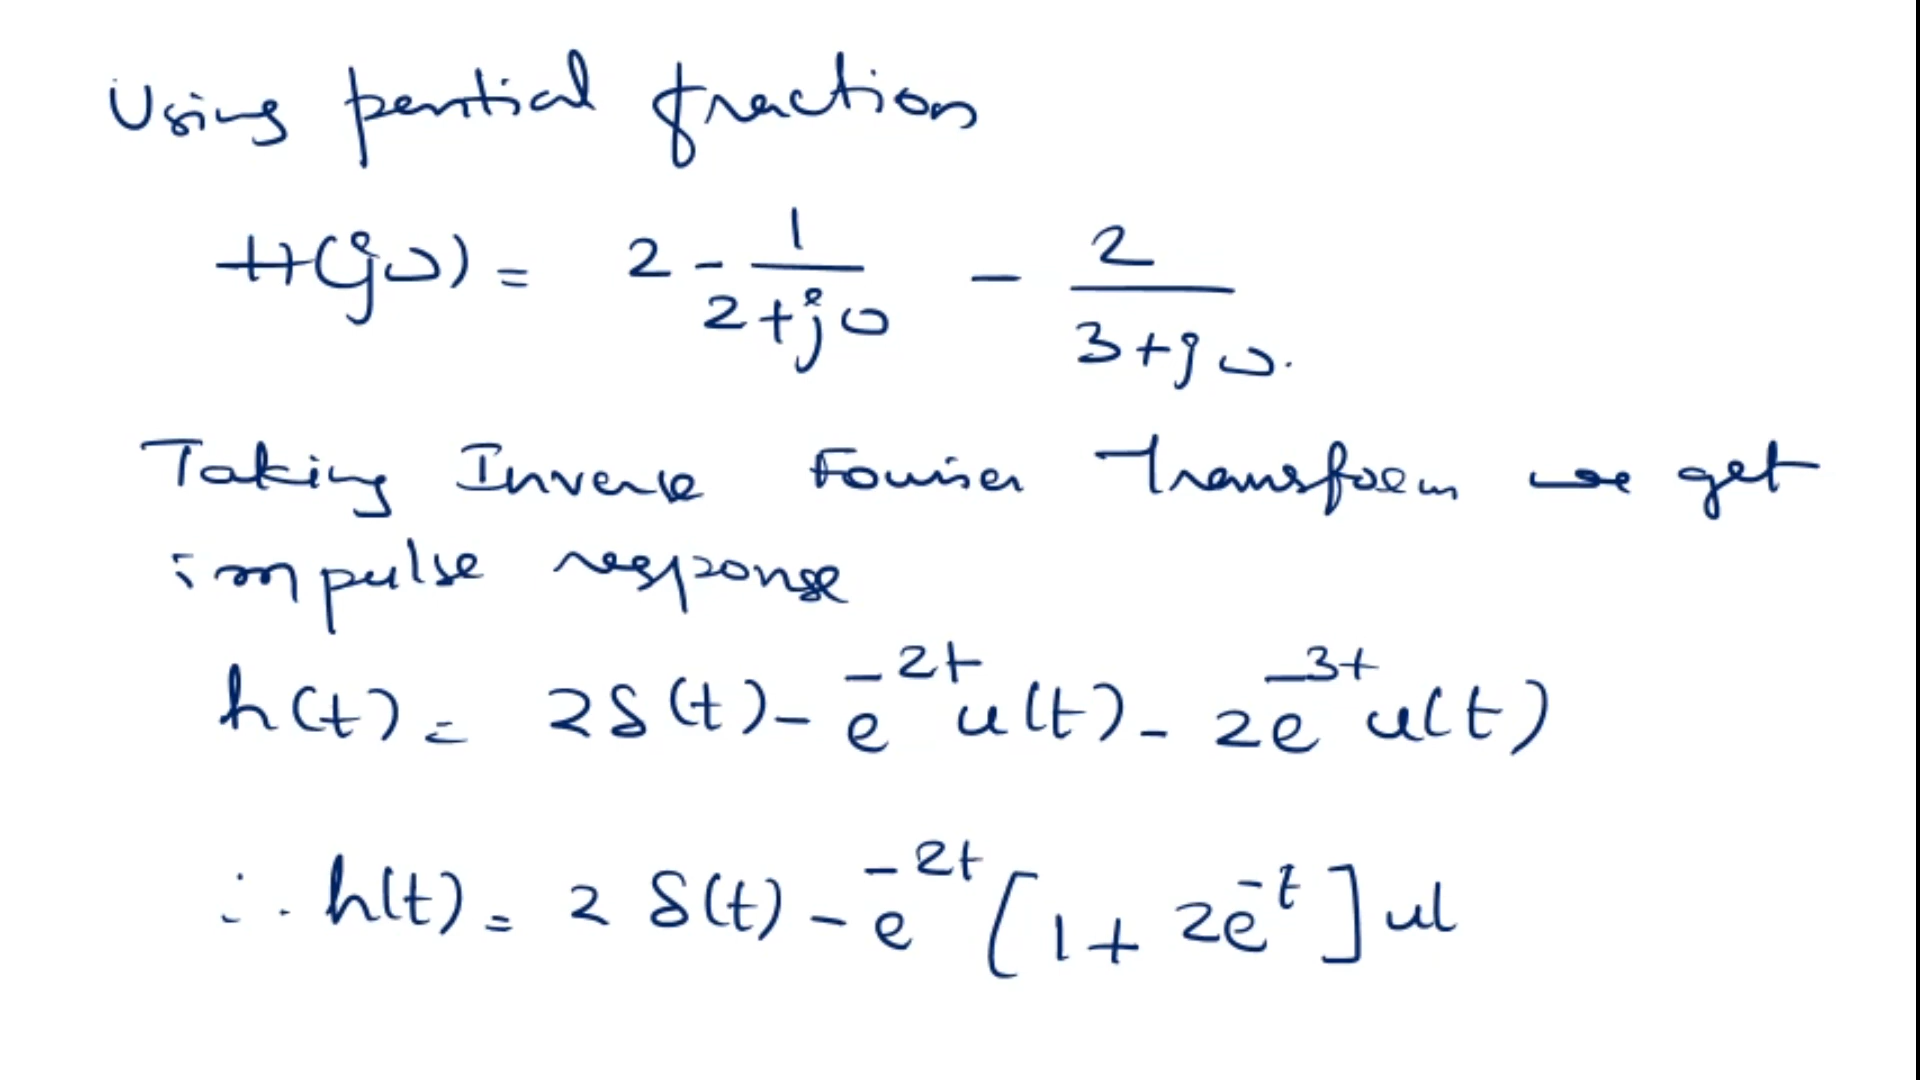 Using partial fraction
H(jω) = 2 - 1/(2+jω) - 2/(3+jω).
Taking Inverse Fourier Transform we get
impulse response
h(t) = 2δ(t) - e^{-2t}u(t) - 2e^{-3t}u(t)
∴ h(t) = 2 δ(t) - e^{-2t} [1 + 2e^{-t}] u(